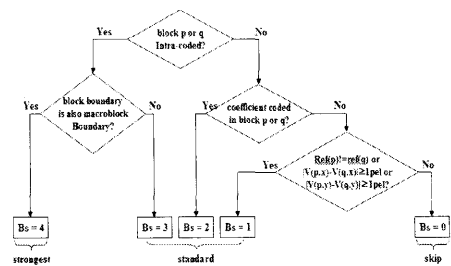 block p or q
Intra-coded?
Yes
No
block boundary
is also macroblock
Boundary?
Yes
No
coefficient coded
in block p or q?
Yes
No
Ref(p)!=ref(q) or
|V(p,x)-V(q,x)|≥1pel or
|V(p,y)-V(q,y)|≥1pel?
Yes
No
Bs = 4
Bs = 3
Bs = 2
Bs = 1
Bs = 0
strongest
standard
skip